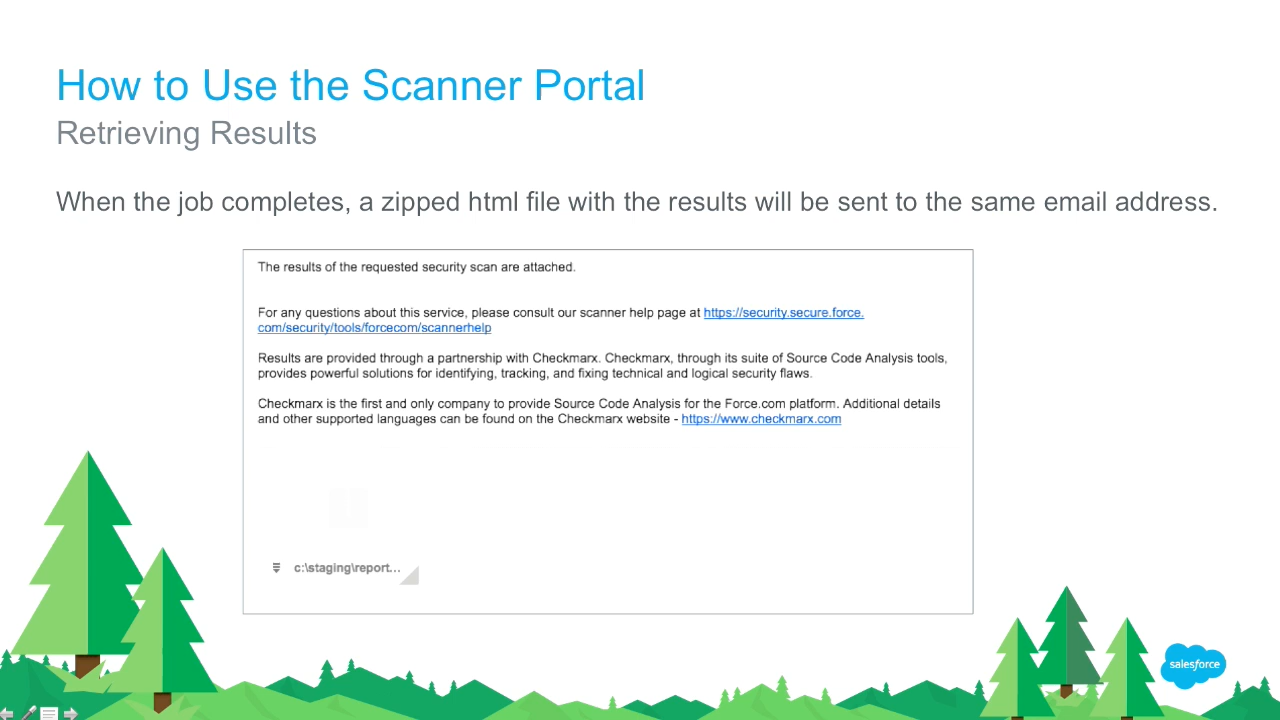 How to Use the Scanner Portal
Retrieving Results
When the job completes, a zipped html file with the results will be sent to the same email address.
The results of the requested security scan are attached.
For any questions about this service, please consult our scanner help page at https://security.secure.force.
com/security/tools/forcecom/scannerhelp
Results are provided through a partnership with Checkmarx. Checkmarx, through its suite of Source Code Analysis tools,
provides powerful solutions for identifying, tracking, and fixing technical and logical security flaws.
Checkmarx is the first and only company to provide Source Code Analysis for the Force.com platform. Additional details
and other supported languages can be found on the Checkmarx website - https://www.checkmarx.com
c:\staging\report...
salesforce